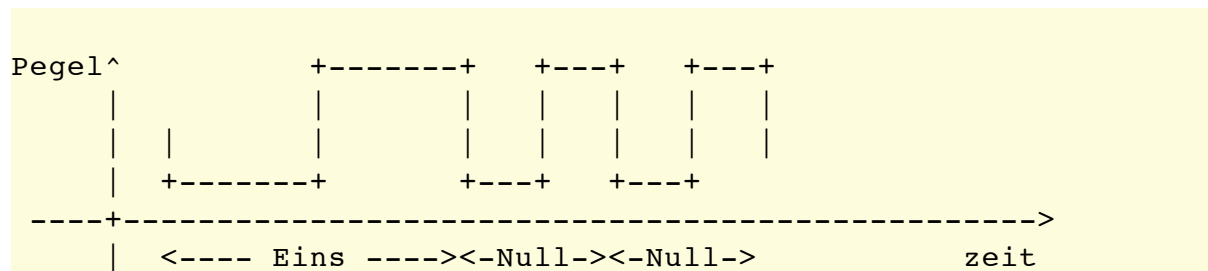 Pegel^          +-------+   +---+   +---+
     |          |       |   |   |   |   |
     |  |       |       |   |   |   |   |
     |  +-------+       +---+   +---+
 ----+------------------------------------------------->
     |  <---- Eins ----><-Null-><-Null->           zeit